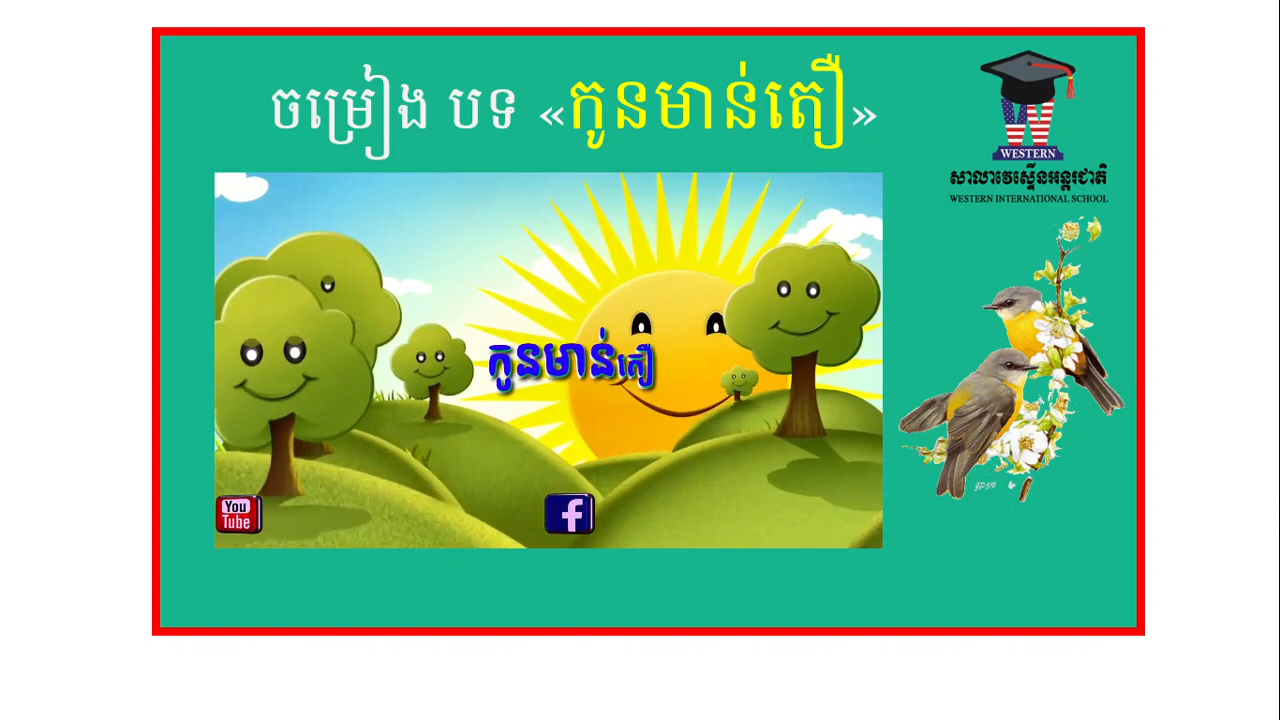 ចម្រៀង បទ «កូនមាន់តឿ»
WESTERN
សាលាវេស្ទើនអន្តរជាតិ
WESTERN INTERNATIONAL SCHOOL
កូនមាន់តឿ
You
Tube
f